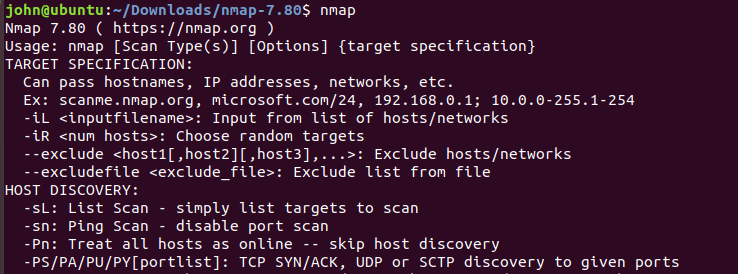 john@ubuntu:~/Downloads/nmap-7.80$ nmap
Nmap 7.80 ( https://nmap.org )
Usage: nmap [Scan Type(s)] [Options] {target specification}
TARGET SPECIFICATION:
  Can pass hostnames, IP addresses, networks, etc.
  Ex: scanme.nmap.org, microsoft.com/24, 192.168.0.1; 10.0.0-255.1-254
  -iL <inputfilename>: Input from list of hosts/networks
  -iR <num hosts>: Choose random targets
  --exclude <host1[,host2][,host3],...>: Exclude hosts/networks
  --excludefile <exclude_file>: Exclude list from file
HOST DISCOVERY:
  -sL: List Scan - simply list targets to scan
  -sn: Ping Scan - disable port scan
  -Pn: Treat all hosts as online -- skip host discovery
  -PS/PA/PU/PY[portlist]: TCP SYN/ACK, UDP or SCTP discovery to given ports